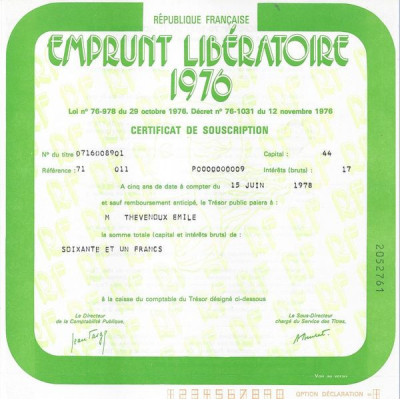 RÉPUBLIQUE FRANÇAISE
EMPRUNT LIBÉRATOIRE
1976
Loi n° 76-978 du 29 octobre 1976. Décret n° 76-1031 du 12 novembre 1976
CERTIFICAT DE SOUSCRIPTION
N° du titre : 0716008901 Capital : 44
Référence : 71 011 P0000000009 Intérêts (brute) : 17
A cinq ans de date à compter du 15 JUIN 1978
et sauf remboursement anticipé, le Trésor public paiera à
M THEVENOUX EMILE
la somme totale (capital et intérêts brute) de :
SOIXANTE ET UN FRANCS
2052761
à la caisse du comptable du Trésor désigné ci-dessous
Le Directeur
de la Comptabilité Publique,
Le Sous-Directeur
chargé du Service des Titres,
OPTION DÉCLARATION